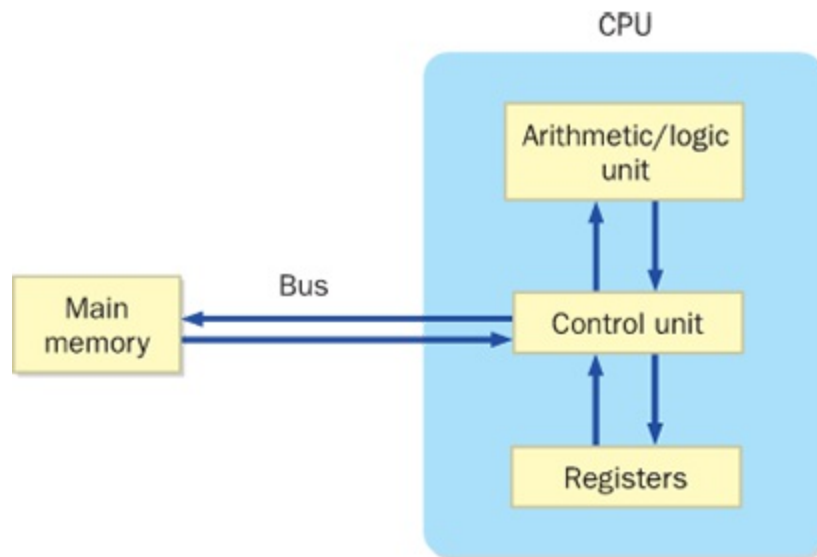 CPU
Arithmetic/logic
unit
Bus
Main
memory
Control unit
Registers